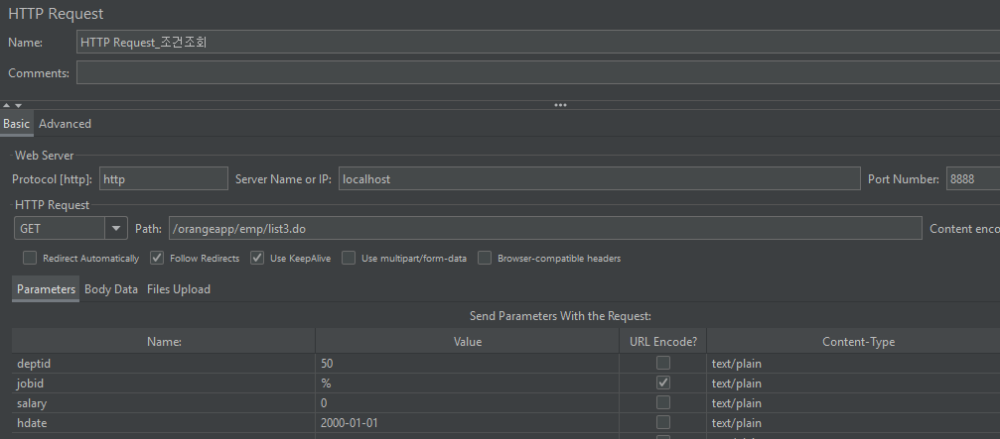 HTTP Request
Name: HTTP Request_조건조회
Comments:
Basic Advanced
Web Server
Protocol [http]: http Server Name or IP: localhost Port Number: 8888
HTTP Request
GET Path: /orangeapp/emp/list3.do Content enco
Redirect Automatically Follow Redirects Use KeepAlive Use multipart/form-data Browser-compatible headers
Parameters Body Data Files Upload
Send Parameters With the Request:
Name: Value URL Encode? Content-Type
deptid 50 text/plain
jobid % text/plain
salary 0 text/plain
hdate 2000-01-01 text/plain